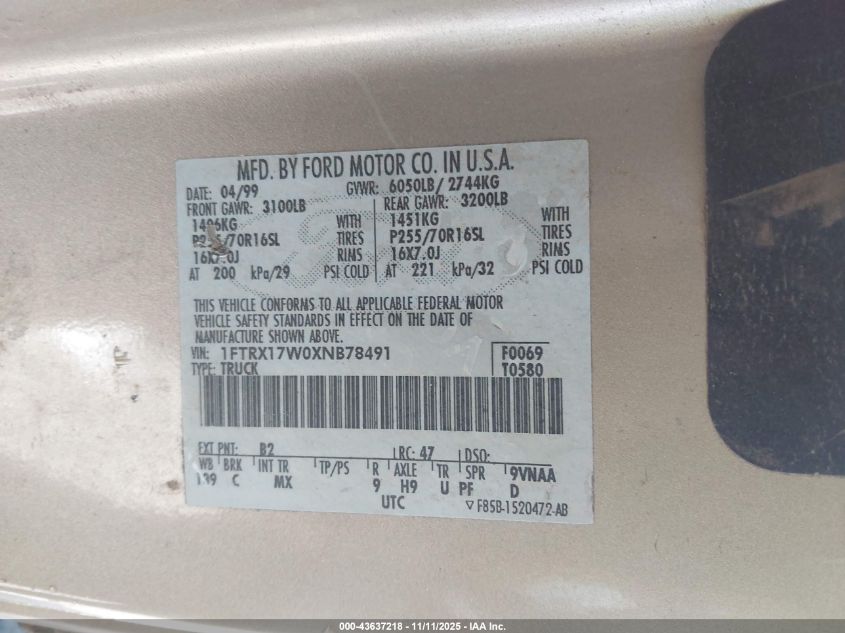 MFD. BY FORD MOTOR CO. IN U.S.A.
DATE: 04/99 GVWR: 6050LB/ 2744KG
FRONT GAWR: 3100LB REAR GAWR: 3200LB
1406KG WITH 1451KG WITH
P255/70R16SL TIRES P255/70R16SL TIRES
16X7.0J RIMS 16X7.0J RIMS
AT 200 kPa/29 PSI COLD AT 221 kPa/32 PSI COLD
THIS VEHICLE CONFORMS TO ALL APPLICABLE FEDERAL MOTOR
VEHICLE SAFETY STANDARDS IN EFFECT ON THE DATE OF
MANUFACTURE SHOWN ABOVE.
VIN: 1FTRX17W0XNB78491 F0069
TYPE: TRUCK T0580
EXT PNT: B2 RC: 47 DSO:
WB BRK INT TR TP/PS R AXLE TR SPR 9VNAA
139 C MX 9 H9 U PF D
UTC ▽ F85B-1520472-AB
000-43637218 - 11/11/2025 - IAA Inc.